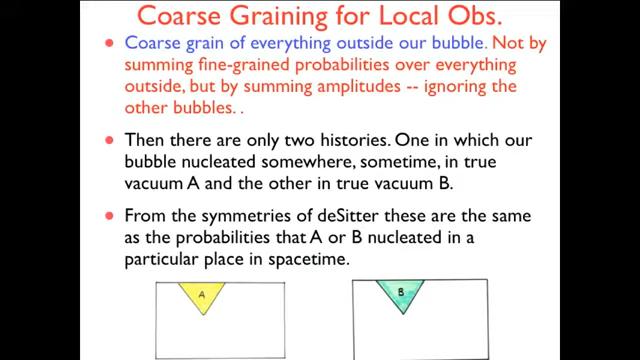 Coarse Graining for Local Obs.
Coarse grain of everything outside our bubble. Not by
summing fine-grained probabilities over everything
outside, but by summing amplitudes -- ignoring the
other bubbles. .
Then there are only two histories. One in which our
bubble nucleated somewhere, sometime, in true
vacuum A and the other in true vacuum B.
From the symmetries of deSitter these are the same
as the probabilities that A or B nucleated in a
particular place in spacetime.
A
B